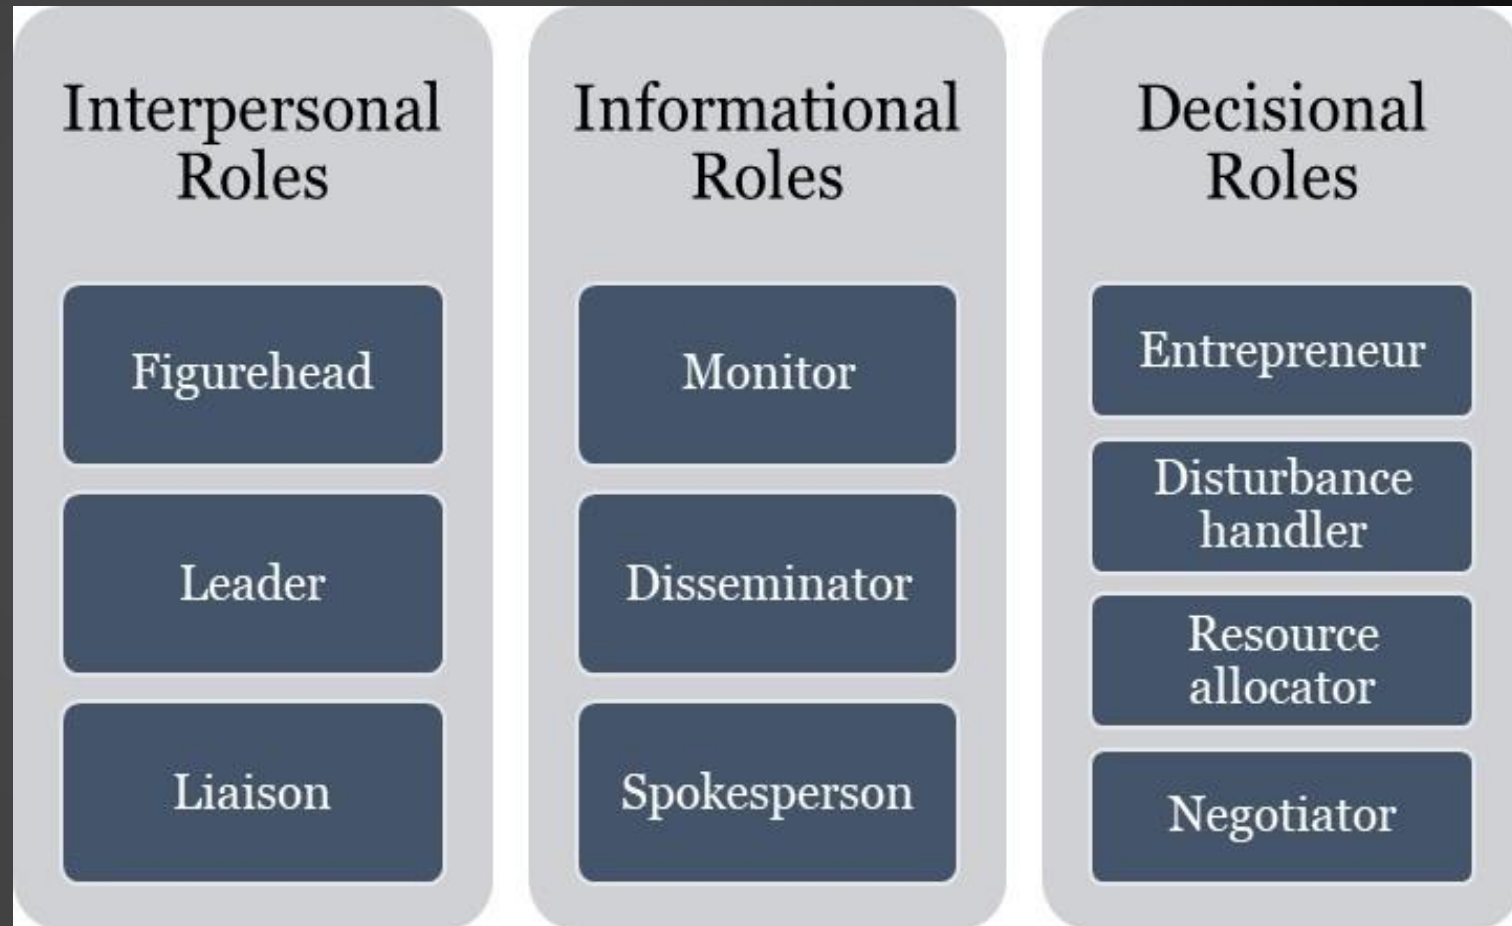 Interpersonal
Roles
Figurehead
Leader
Liaison
Informational
Roles
Monitor
Disseminator
Spokesperson
Decisional
Roles
Entrepreneur
Disturbance
handler
Resource
allocator
Negotiator